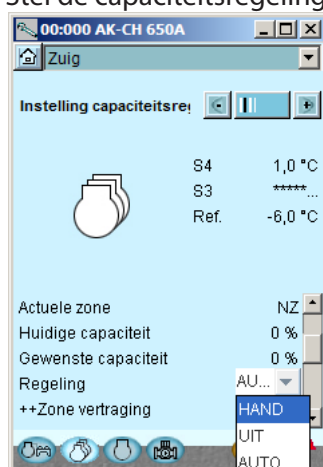 Stel de capaciteitsregeling
00:000 AK-CH 650A
Zuig
Instelling capaciteitsre
S4 1,0 °C
S3 *****...
Ref. -6,0 °C
Actuele zone NZ
Huidige capaciteit 0 %
Gewenste capaciteit 0 %
Regeling AU...
++Zone vertraging
HAND
UIT
AUTO